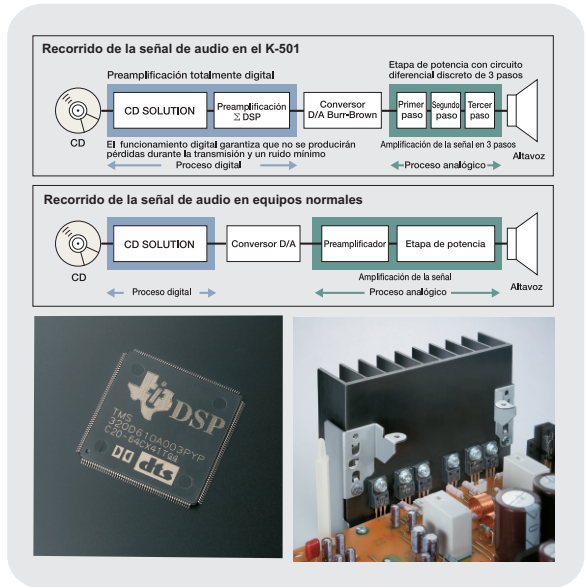 Recorrido de la señal de audio en el K-501
Preamplificación totalmente digital
Etapa de potencia con circuito
diferencial discreto de 3 pasos
CD SOLUTION
Preamplificación
Σ DSP
Conversor
D/A Burr-Brown
Primer
paso
Segundo
paso
Tercer
paso
CD
El funcionamiento digital garantiza que no se producirán
pérdidas durante la transmisión y un ruido mínimo
Amplificación de la señal en 3 pasos
Altavoz
Proceso digital
Proceso analógico
Recorrido de la señal de audio en equipos normales
CD SOLUTION
Conversor D/A
Preamplificador
Etapa de potencia
CD
Amplificación de la señal
Altavoz
Proceso digital
Proceso analógico
DSP
TMS
320D610A003PYP
C20-64CK41TG4
dts